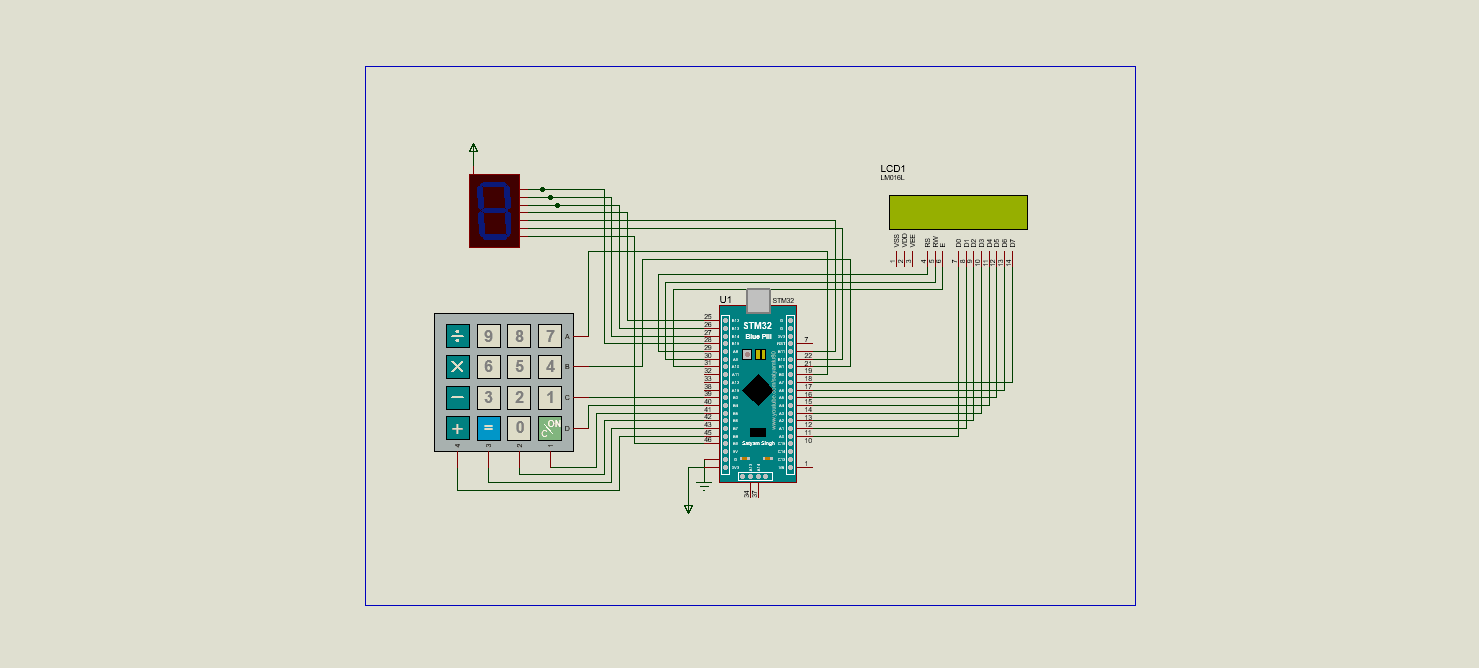 LCD1
LM016L
VSS
VDD
VEE
RS
RW
E
D0
D1
D2
D3
D4
D5
D6
D7
1
2
3
4
5
6
7
8
9
10
11
12
13
14
U1
STM32
STM32
Blue Pill
Satyam Singh
25
26
27
28
29
30
31
32
33
38
39
40
41
42
43
45
46
7
22
21
19
18
17
16
15
14
13
12
11
10
1
34
37
÷ 9 8 7 A
× 6 5 4 B
− 3 2 1 C
+ = 0 ON C D
4 3 2 1